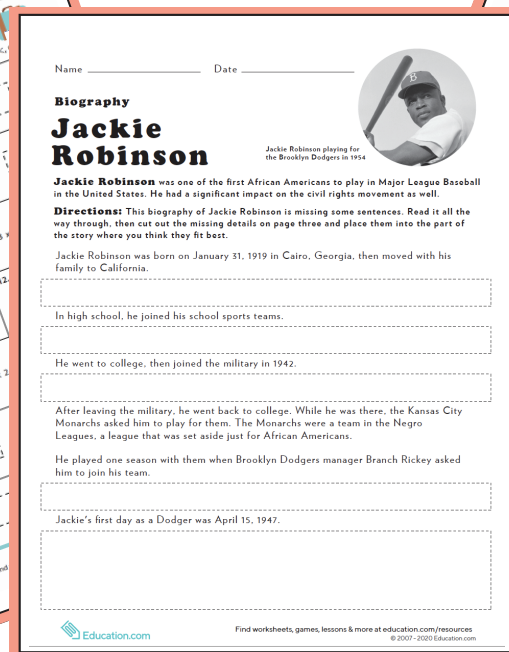 Name
Date
Biography
Jackie
Robinson
B
Jackie Robinson playing for
the Brooklyn Dodgers in 1954
Jackie Robinson was one of the first African Americans to play in Major League Baseball
in the United States. He had a significant impact on the civil rights movement as well.
Directions: This biography of Jackie Robinson is missing some sentences. Read it all the
way through, then cut out the missing details on page three and place them into the part of
the story where you think they fit best.
Jackie Robinson was born on January 31, 1919 in Cairo, Georgia, then moved with his
family to California.
In high school, he joined his school sports teams.
He went to college, then joined the military in 1942.
After leaving the military, he went back to college. While he was there, the Kansas City
Monarchs asked him to play for them. The Monarchs were a team in the Negro
Leagues, a league that was set aside just for African Americans.
He played one season with them when Brooklyn Dodgers manager Branch Rickey asked
him to join his team.
Jackie's first day as a Dodger was April 15, 1947.
Education.com
Find worksheets, games, lessons & more at education.com/resources
© 2007-2020 Education.com